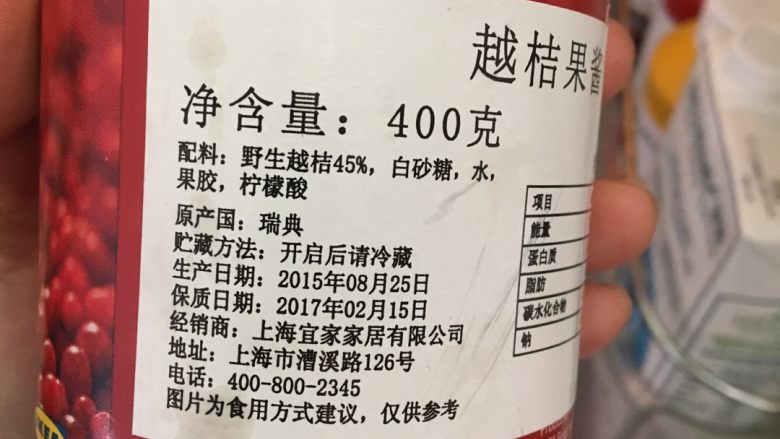 越桔果酱
净含量：400克
配料：野生越桔45%，白砂糖，水，
果胶，柠檬酸
原产国：瑞典
贮藏方法：开启后请冷藏
生产日期：2015年08月25日
保质日期：2017年02月15日
经销商：上海宜家家居有限公司
地址：上海市漕溪路126号
电话：400-800-2345
图片为食用方式建议，仅供参考
项目
能量
蛋白质
脂肪
碳水化合物
钠